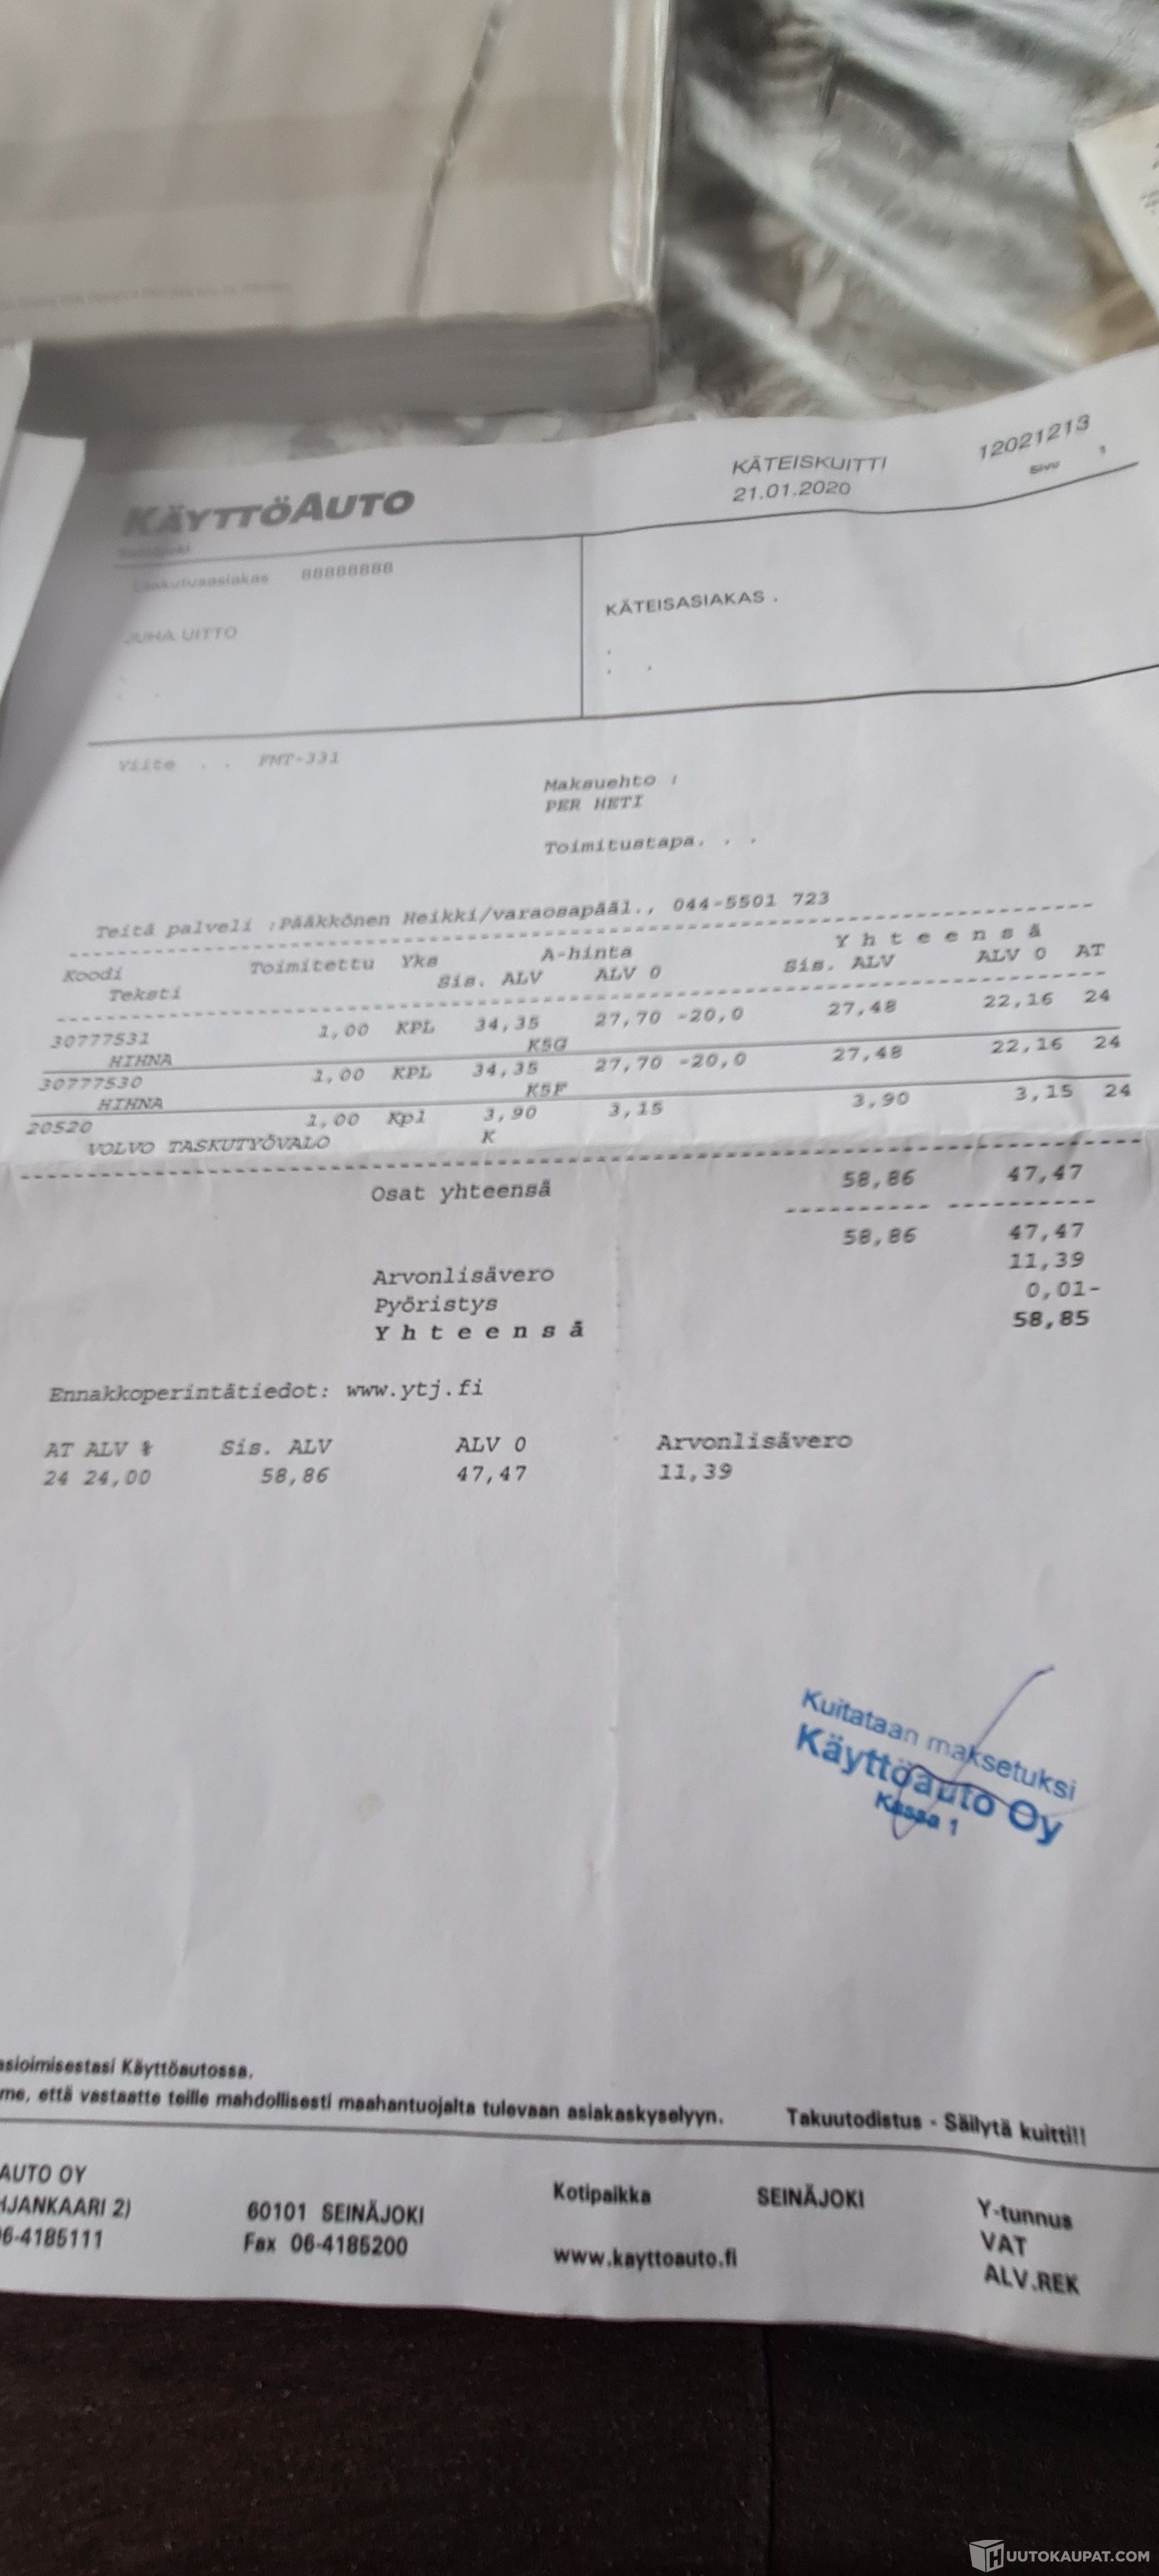 KÄYTTÖAUTO
KÄTEISKUITTI 12021213
21.01.2020 Sivu 1
Seinäjoki
Laskutusasiakas 88888888
KÄTEISASIAKAS .
JUHA UITTO
Viite . . FMT-331
Maksuehto :
PER HETI
Toimitustapa. . .
Teitä palveli :Pääkkönen Heikki/varaosapääl., 044-5501 723
Koodi Toimitettu Yks A-hinta Y h t e e n s ä
Teksti Sis. ALV ALV 0 Sis. ALV ALV 0 AT
30777531 1,00 KPL 34,35 27,70 -20,0 27,48 22,16 24
HIHNA K5G
30777530 1,00 KPL 34,35 27,70 -20,0 27,48 22,16 24
HIHNA K5F
20520 1,00 Kpl 3,90 3,15 3,90 3,15 24
VOLVO TASKUTYÖVALO K
Osat yhteensä 58,86 47,47
58,86 47,47
Arvonlisävero 11,39
Pyöristys 0,01-
Y h t e e n s ä 58,85
Ennakkoperintätiedot: www.ytj.fi
AT ALV % Sis. ALV ALV 0 Arvonlisävero
24 24,00 58,86 47,47 11,39
Kuitataan maksetuksi
Käyttöauto Oy
Kassa 1
asioimisestasi Käyttöautossa.
me, että vastaatte teille mahdollisesti maahantuojalta tulevaan asiakaskyselyyn. Takuutodistus - Säilytä kuitti!!
AUTO OY
HJANKAARI 2) 60101 SEINÄJOKI Kotipaikka SEINÄJOKI Y-tunnus
06-4185111 Fax 06-4185200 www.kayttoauto.fi VAT
ALV.REK
HUUTOKAUPAT.COM